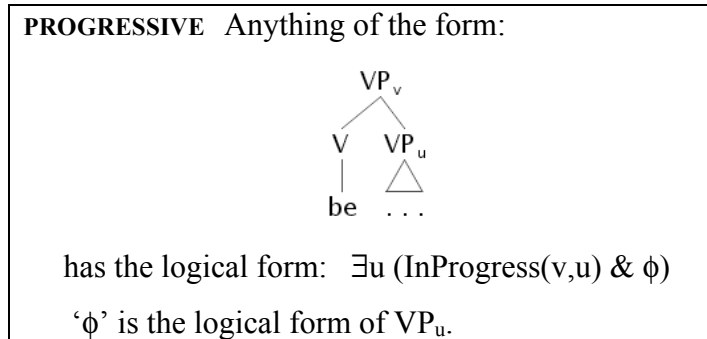 PROGRESSIVE Anything of the form:
VPᵥ
V VPᵤ
be . . .
has the logical form: ∃u (InProgress(v,u) & ϕ)
‘ϕ’ is the logical form of VPᵤ.